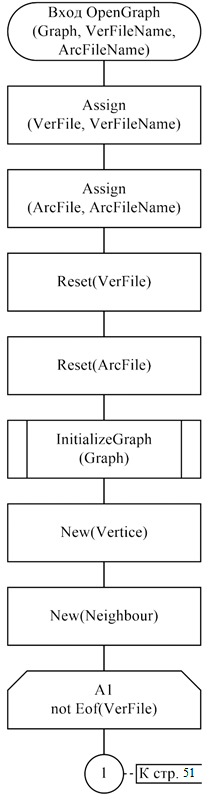 Вход OpenGraph
(Graph, VerFileName,
ArcFileName)
Assign
(VerFile, VerFileName)
Assign
(ArcFile, ArcFileName)
Reset(VerFile)
Reset(ArcFile)
InitializeGraph
(Graph)
New(Vertice)
New(Neighbour)
A1
not Eof(VerFile)
1
К стр. 51